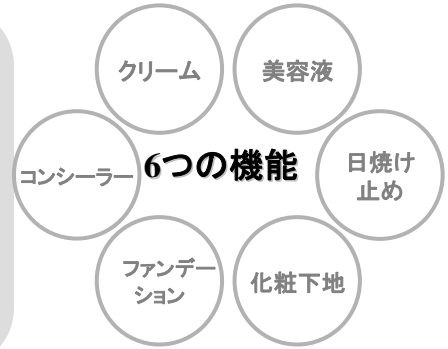 クリーム
美容液
コンシーラー
6つの機能
日焼け
止め
ファンデー
ション
化粧下地